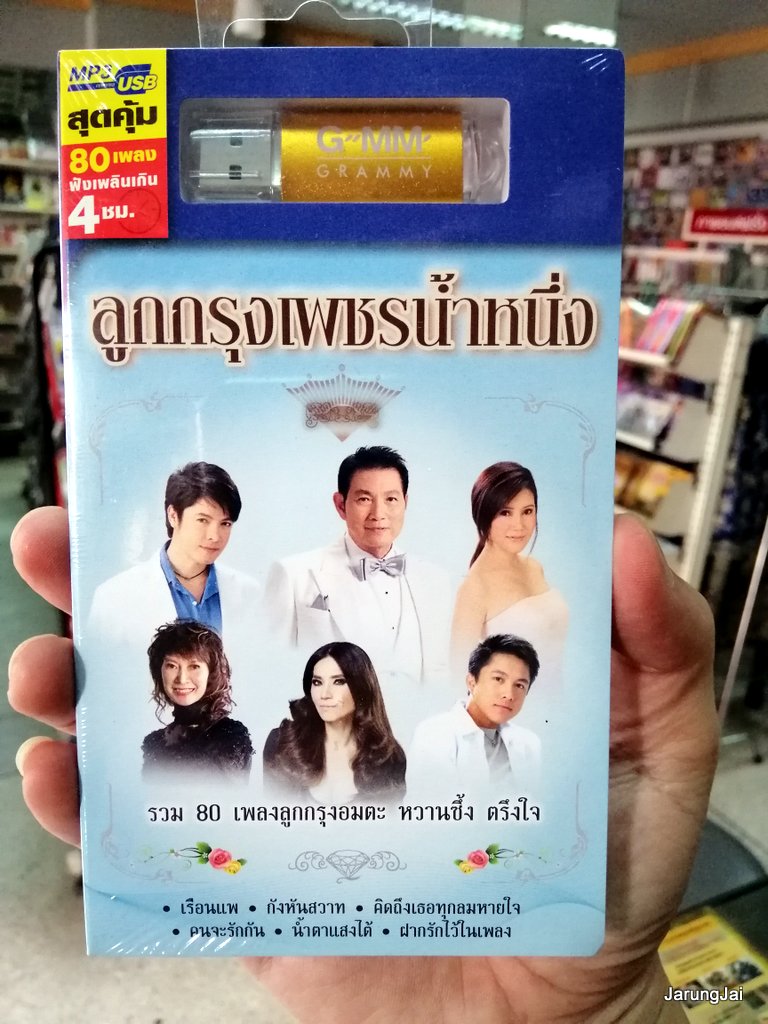 MP3 USB
สุดคุ้ม
80 เพลง
ฟังเพลินเกิน
4 ชม.
G"MM'
GRAMMY
ลูกกรุงเพชรน้ำหนึ่ง
รวม 80 เพลงลูกกรุงอมตะ หวานซึ้ง ตรึงใจ
• เรือนแพ • กังหันสวาท • คิดถึงเธอทุกลมหายใจ
• คนจะรักกัน • น้ำตาแสงไต้ • ฝากรักไว้ในเพลง
JarungJai